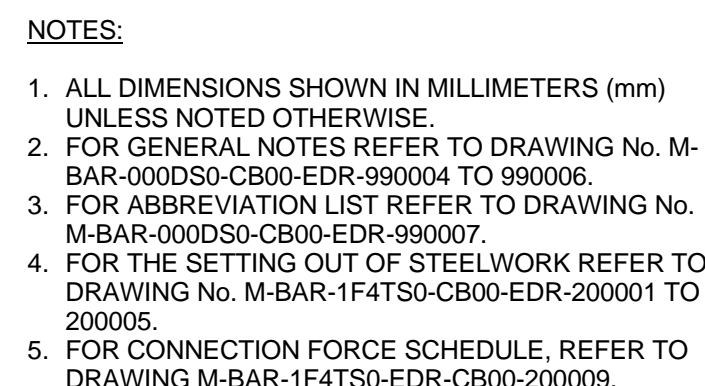 NOTES:
1. ALL DIMENSIONS SHOWN IN MILLIMETERS (mm)
UNLESS NOTED OTHERWISE.
2. FOR GENERAL NOTES REFER TO DRAWING No. M-
BAR-000DS0-CB00-EDR-990004 TO 990006.
3. FOR ABBREVIATION LIST REFER TO DRAWING No.
M-BAR-000DS0-CB00-EDR-990007.
4. FOR THE SETTING OUT OF STEELWORK REFER TO
DRAWING No. M-BAR-1F4TS0-CB00-EDR-200001 TO
200005.
5. FOR CONNECTION FORCE SCHEDULE, REFER TO
DRAWING M-BAR-1F4TS0-EDR-CB00-200009.